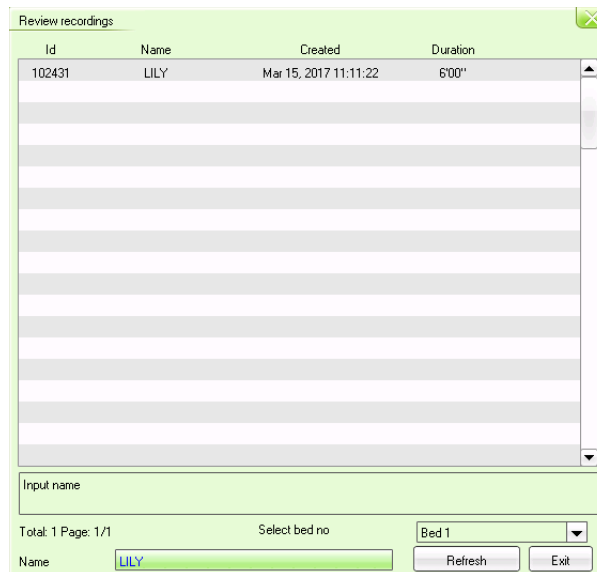 Review recordings
Id Name Created Duration
102431 LILY Mar 15, 2017 11:11:22 6'00"
Input name
Total: 1 Page: 1/1 Select bed no Bed 1
Name LILY Refresh Exit